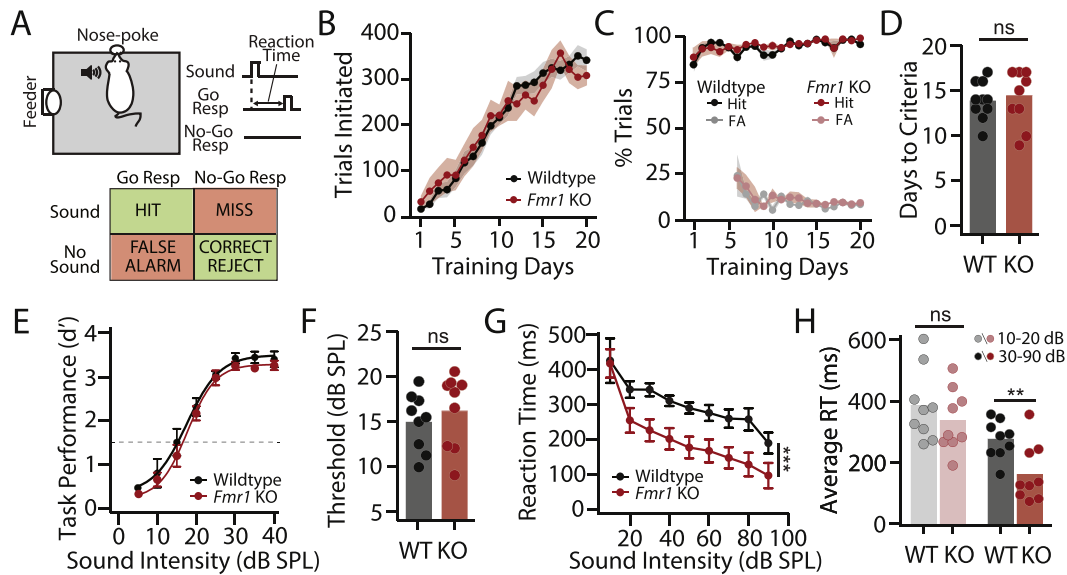 A
Nose-poke
Feeder
Reaction
Time
Sound
Go
Resp
No-Go
Resp
Go Resp No-Go Resp
Sound HIT MISS
No
Sound
FALSE
ALARM
CORRECT
REJECT
B
Trials Initiated
400
300
200
100
0
Wildtype
Fmr1 KO
1 5 10 15 20
Training Days
C
% Trials
100
75
50
25
0
Wildtype
Hit
FA
Fmr1 KO
Hit
FA
1 5 10 15 20
Training Days
D
ns
Days to Criteria
20
15
10
5
0
WT KO
E
Task Performance (d')
4
3
2
1
0
Wildtype
Fmr1 KO
0 10 20 30 40
Sound Intensity (dB SPL)
F
ns
Threshold (dB SPL)
25
20
15
10
5
WT KO
G
Reaction Time (ms)
500
400
300
200
100
0
Wildtype
Fmr1 KO
***
20 40 60 80 100
Sound Intensity (dB SPL)
H
ns
10-20 dB
30-90 dB
**
Average RT (ms)
600
400
200
0
WT KO WT KO